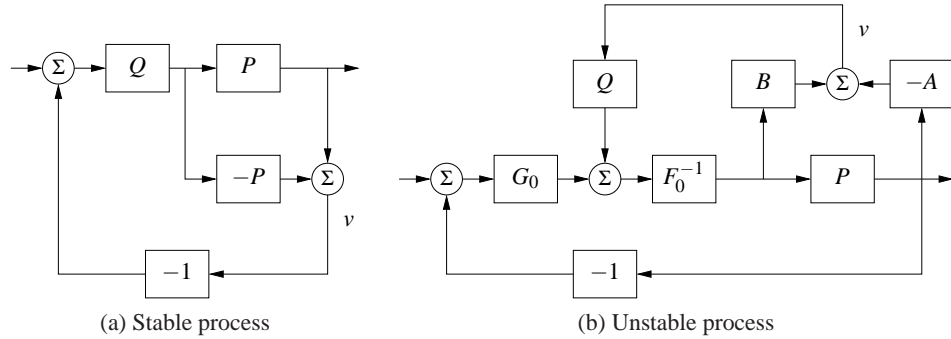 Σ
Q
P
−P
Σ
v
−1
(a) Stable process
v
Q
B
Σ
−A
Σ
G₀
Σ
F₀⁻¹
P
−1
(b) Unstable process